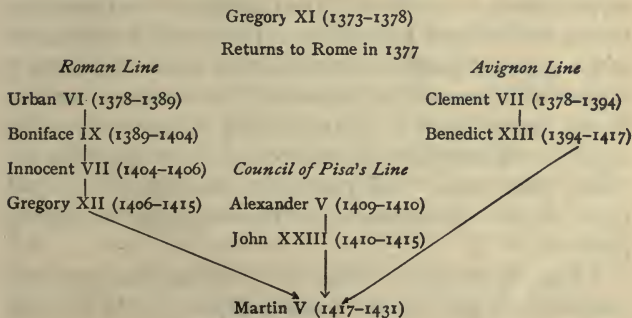 Gregory XI (1373–1378)
Returns to Rome in 1377
Roman Line
Avignon Line
Urban VI (1378–1389)
Clement VII (1378–1394)
Boniface IX (1389–1404)
Benedict XIII (1394–1417)
Innocent VII (1404–1406)
Council of Pisa's Line
Gregory XII (1406–1415)
Alexander V (1409–1410)
John XXIII (1410–1415)
Martin V (1417–1431)